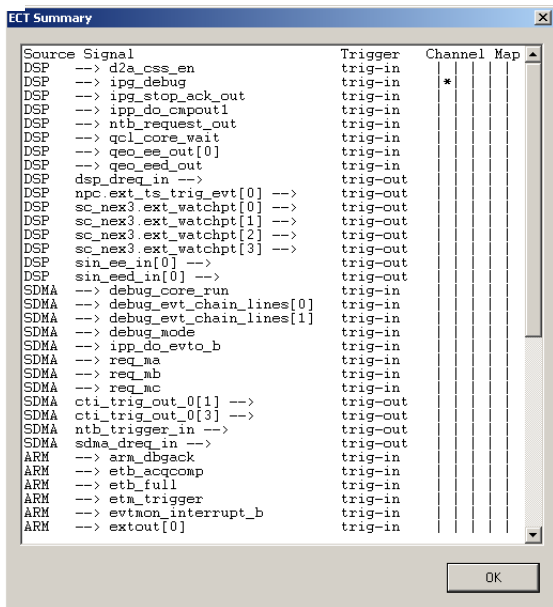 ECT Summary
Source Signal Trigger Channel Map
DSP --> d2a_css_en trig-in | | | | |
DSP --> ipg_debug trig-in | * | | |
DSP --> ipg_stop_ack_out trig-in | | | | |
DSP --> ipp_do_cmpout1 trig-in | | | | |
DSP --> ntb_request_out trig-in | | | | |
DSP --> qcl_core_wait trig-in | | | | |
DSP --> qeo_ee_out[0] trig-in | | | | |
DSP --> qeo_eed_out trig-in | | | | |
DSP dsp_dreq_in --> trig-out | | | | |
DSP npc.ext_ts_trig_evt[0] --> trig-out | | | | |
DSP sc_nex3.ext_watchpt[0] --> trig-out | | | | |
DSP sc_nex3.ext_watchpt[1] --> trig-out | | | | |
DSP sc_nex3.ext_watchpt[2] --> trig-out | | | | |
DSP sc_nex3.ext_watchpt[3] --> trig-out | | | | |
DSP sin_ee_in[0] --> trig-out | | | | |
DSP sin_eed_in[0] --> trig-out | | | | |
SDMA --> debug_core_run trig-in | | | | |
SDMA --> debug_evt_chain_lines[0] trig-in | | | | |
SDMA --> debug_evt_chain_lines[1] trig-in | | | | |
SDMA --> debug_mode trig-in | | | | |
SDMA --> ipp_do_evto_b trig-in | | | | |
SDMA --> req_ma trig-in | | | | |
SDMA --> req_mb trig-in | | | | |
SDMA --> req_mc trig-in | | | | |
SDMA cti_trig_out_0[1] --> trig-out | | | | |
SDMA cti_trig_out_0[3] --> trig-out | | | | |
SDMA ntb_trigger_in --> trig-out | | | | |
SDMA sdma_dreq_in --> trig-out | | | | |
ARM --> arm_dbgack trig-in | | | | |
ARM --> etb_acqcomp trig-in | | | | |
ARM --> etb_full trig-in | | | | |
ARM --> etm_trigger trig-in | | | | |
ARM --> evtmon_interrupt_b trig-in | | | | |
ARM --> extout[0] trig-in | | | | |
OK